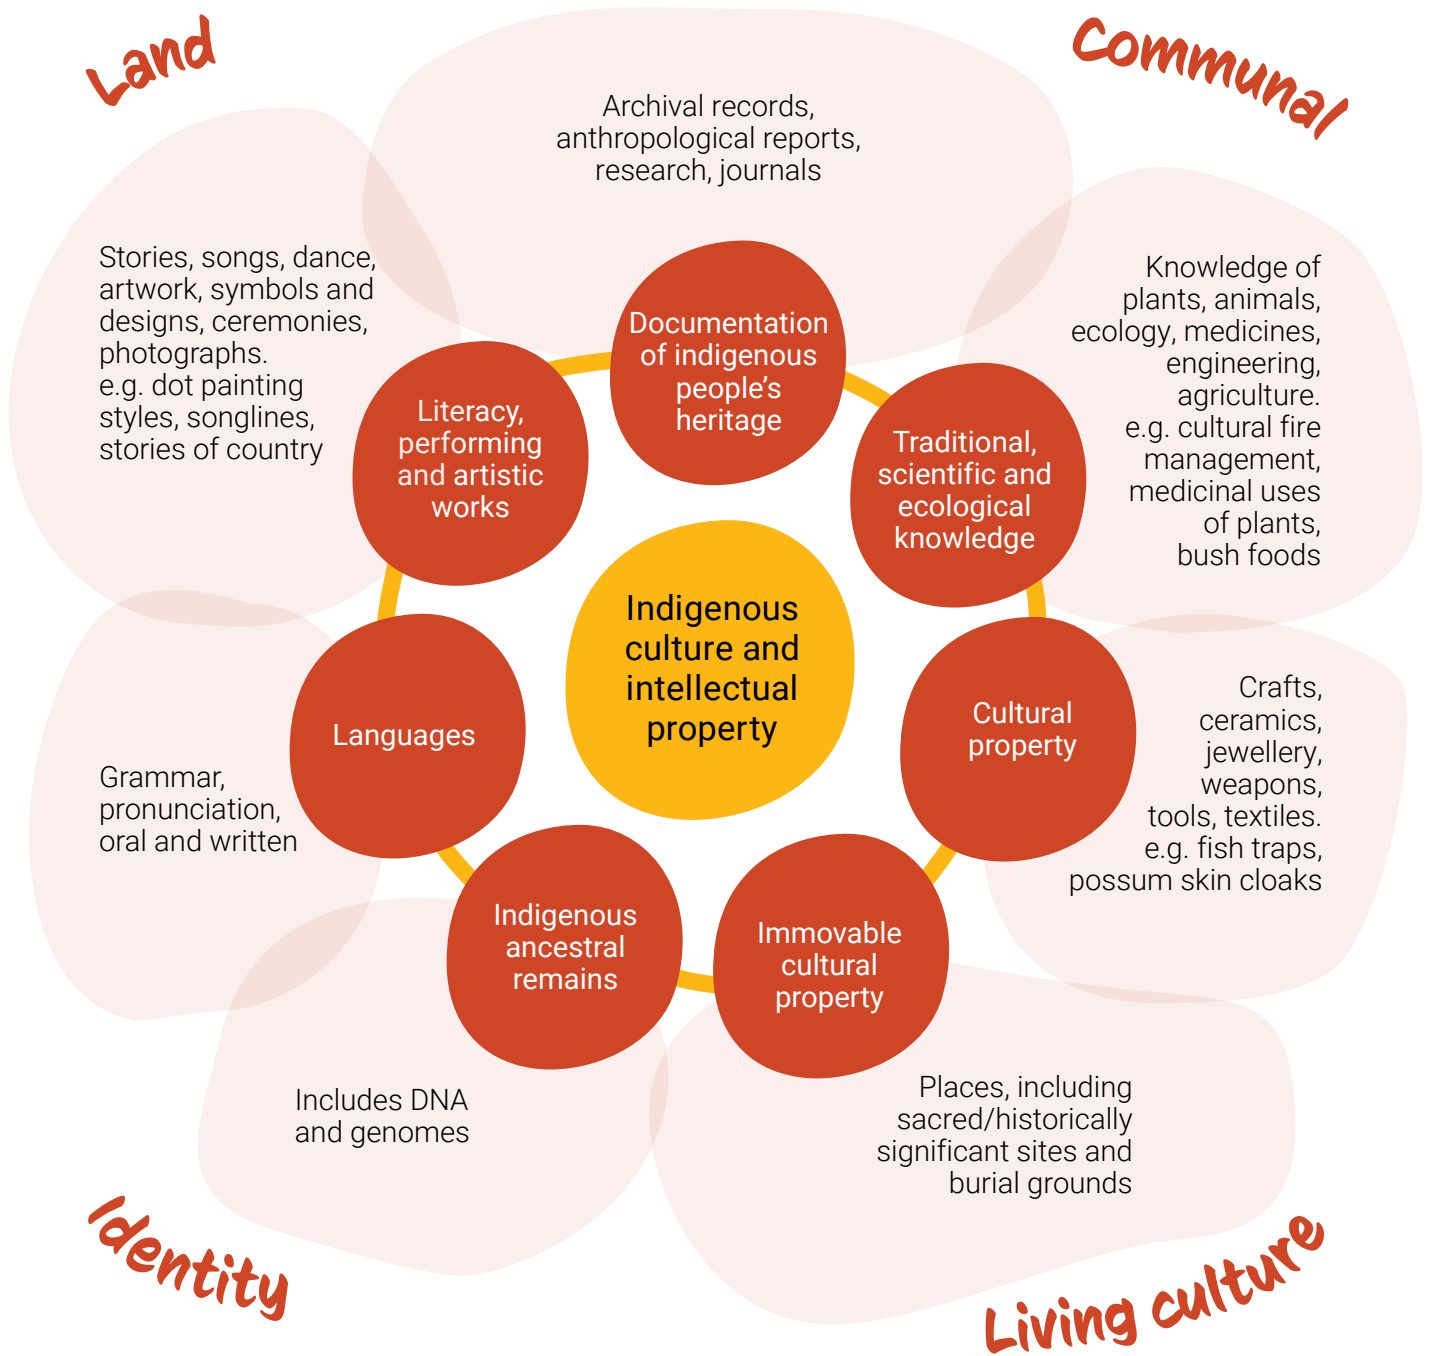 Land
Communal
Archival records,
anthropological reports,
research, journals
Stories, songs, dance,
artwork, symbols and
designs, ceremonies,
photographs.
e.g. dot painting
styles, songlines,
stories of country
Knowledge of
plants, animals,
ecology, medicines,
engineering,
agriculture.
e.g. cultural fire
management,
medicinal uses
of plants,
bush foods
Documentation
of indigenous
people’s
heritage
Literacy,
performing
and artistic
works
Traditional,
scientific and
ecological
knowledge
Indigenous
culture and
intellectual
property
Languages
Cultural
property
Grammar,
pronunciation,
oral and written
Crafts,
ceramics,
jewellery,
weapons,
tools, textiles.
e.g. fish traps,
possum skin cloaks
Indigenous
ancestral
remains
Immovable
cultural
property
Includes DNA
and genomes
Places, including
sacred/historically
significant sites and
burial grounds
Identity
Living culture